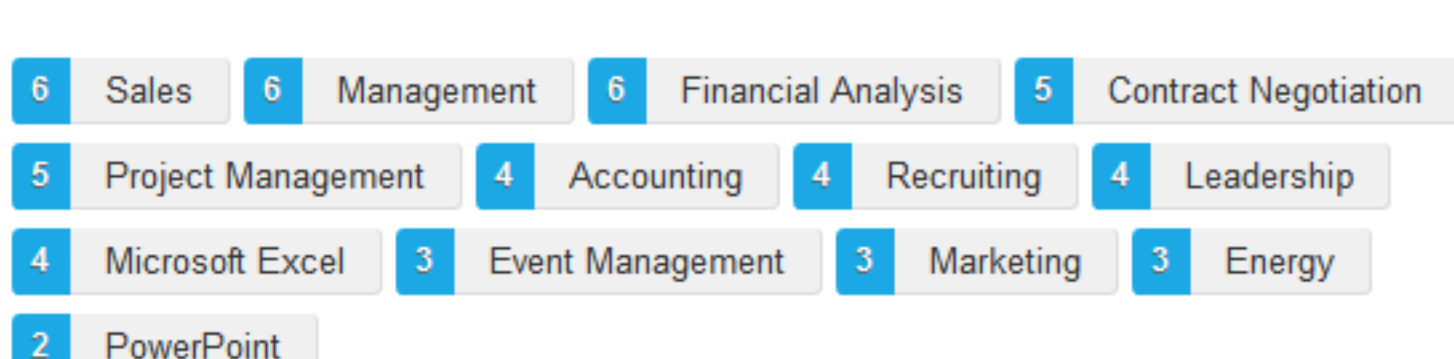 6 Sales 6 Management 6 Financial Analysis 5 Contract Negotiation
5 Project Management 4 Accounting 4 Recruiting 4 Leadership
4 Microsoft Excel 3 Event Management 3 Marketing 3 Energy
2 PowerPoint